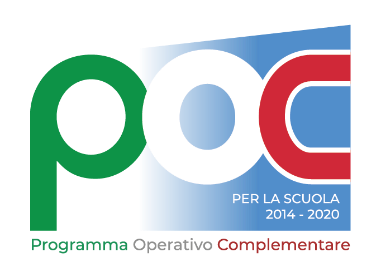 poc
PER LA SCUOLA
2014 - 2020
Programma Operativo Complementare